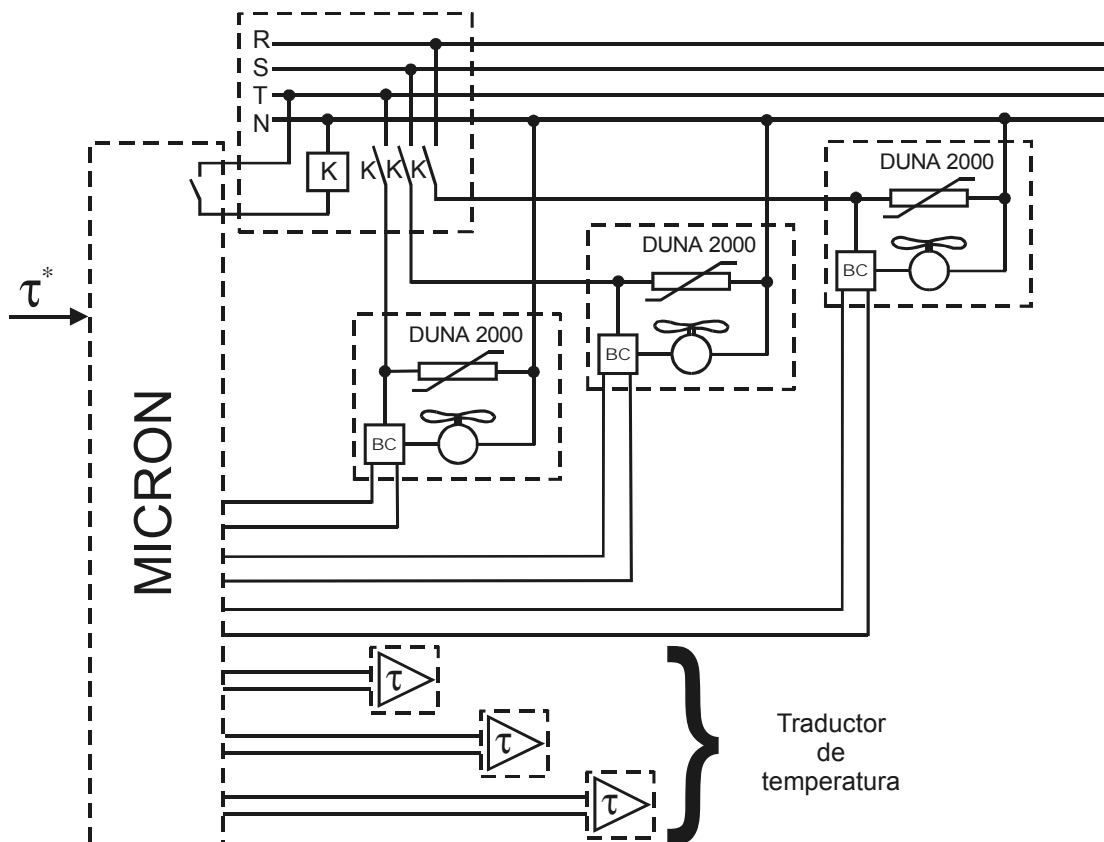 R
S
T
N
K
K K K
DUNA 2000
DUNA 2000
DUNA 2000
BC
BC
BC
τ*
MICRON
τ
τ
τ
Traductor
de
temperatura